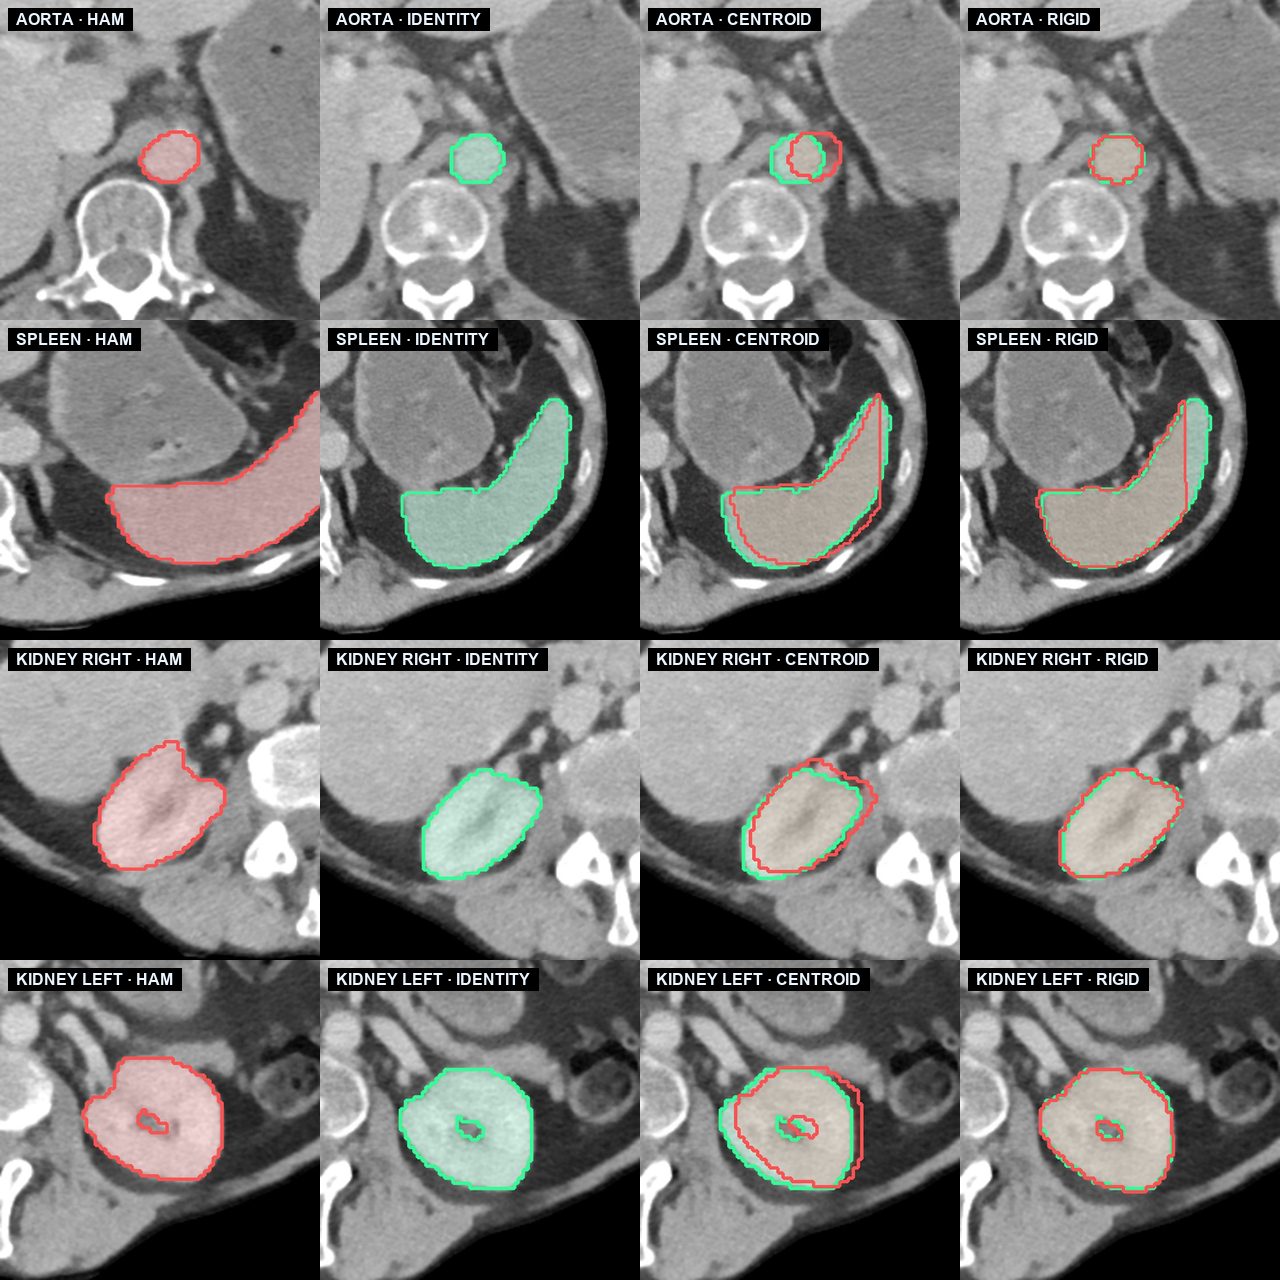 AORTA · HAM
AORTA · IDENTITY
AORTA · CENTROID
AORTA · RIGID
SPLEEN · HAM
SPLEEN · IDENTITY
SPLEEN · CENTROID
SPLEEN · RIGID
KIDNEY RIGHT · HAM
KIDNEY RIGHT · IDENTITY
KIDNEY RIGHT · CENTROID
KIDNEY RIGHT · RIGID
KIDNEY LEFT · HAM
KIDNEY LEFT · IDENTITY
KIDNEY LEFT · CENTROID
KIDNEY LEFT · RIGID